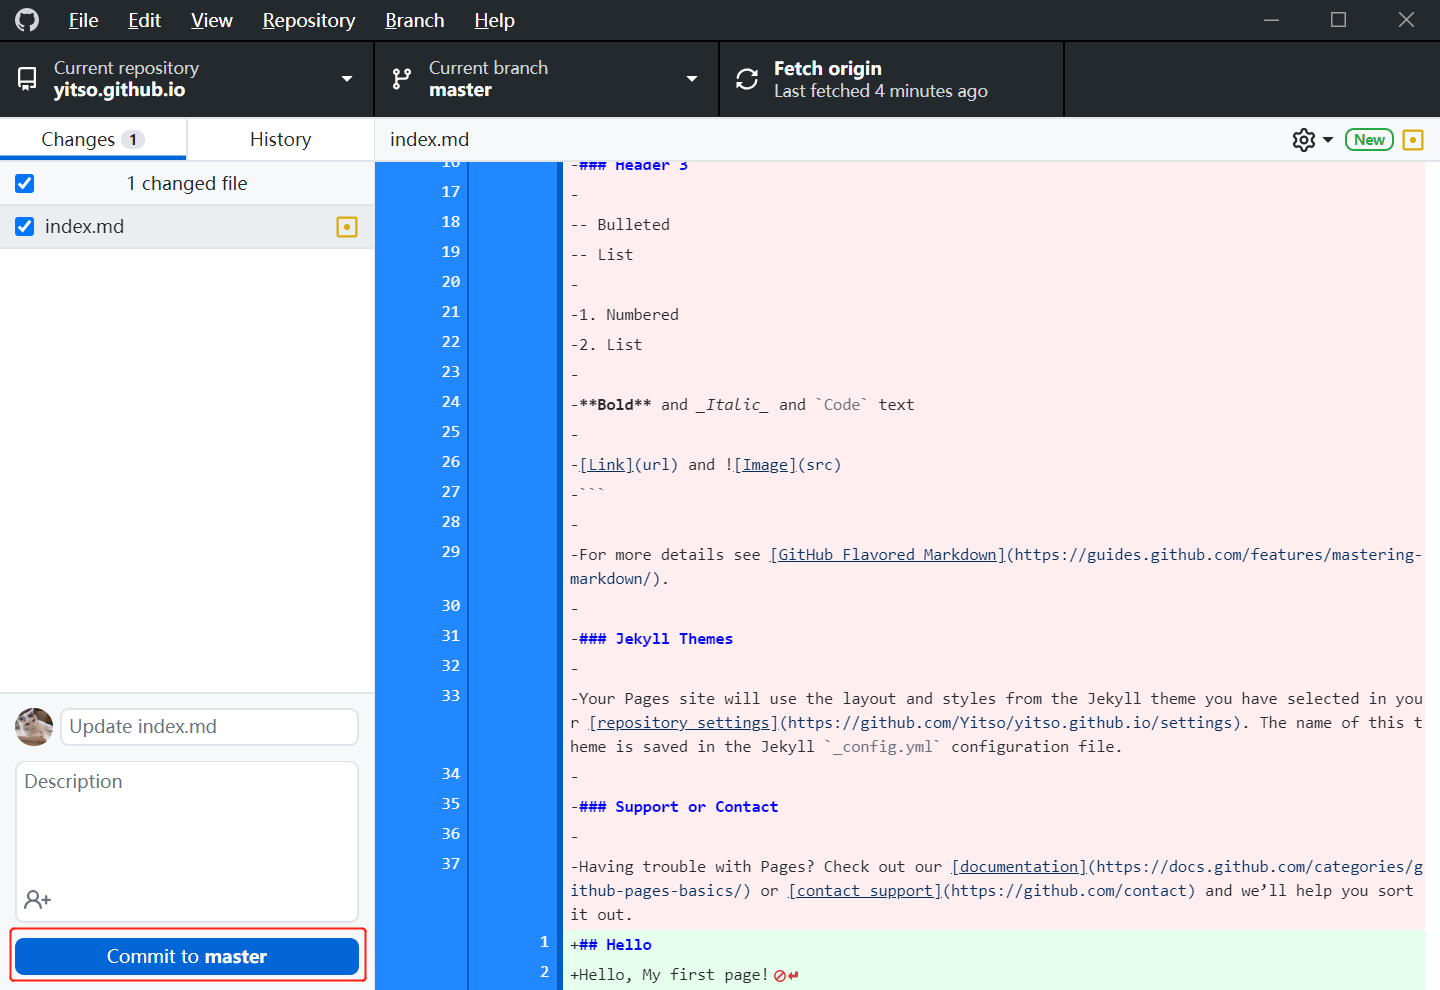 File Edit View Repository Branch Help
Current repository
yitso.github.io
Current branch
master
Fetch origin
Last fetched 4 minutes ago
Changes 1
History
index.md
New
1 changed file
index.md
Update index.md
Description
Commit to master
16 -### Header 3
17 -
18 -- Bulleted
19 -- List
20 -
21 -1. Numbered
22 -2. List
23 -
24 -**Bold** and _Italic_ and `Code` text
25 -
26 -[Link](url) and ![Image](src)
27 -```
28 -
29 -For more details see [GitHub Flavored Markdown](https://guides.github.com/features/mastering-
markdown/).
30 -
31 -### Jekyll Themes
32 -
33 -Your Pages site will use the layout and styles from the Jekyll theme you have selected in you
r [repository settings](https://github.com/Yitso/yitso.github.io/settings). The name of this t
heme is saved in the Jekyll `_config.yml` configuration file.
34 -
35 -### Support or Contact
36 -
37 -Having trouble with Pages? Check out our [documentation](https://docs.github.com/categories/g
ithub-pages-basics/) or [contact support](https://github.com/contact) and we’ll help you sort
it out.
1 +## Hello
2 +Hello, My first page!